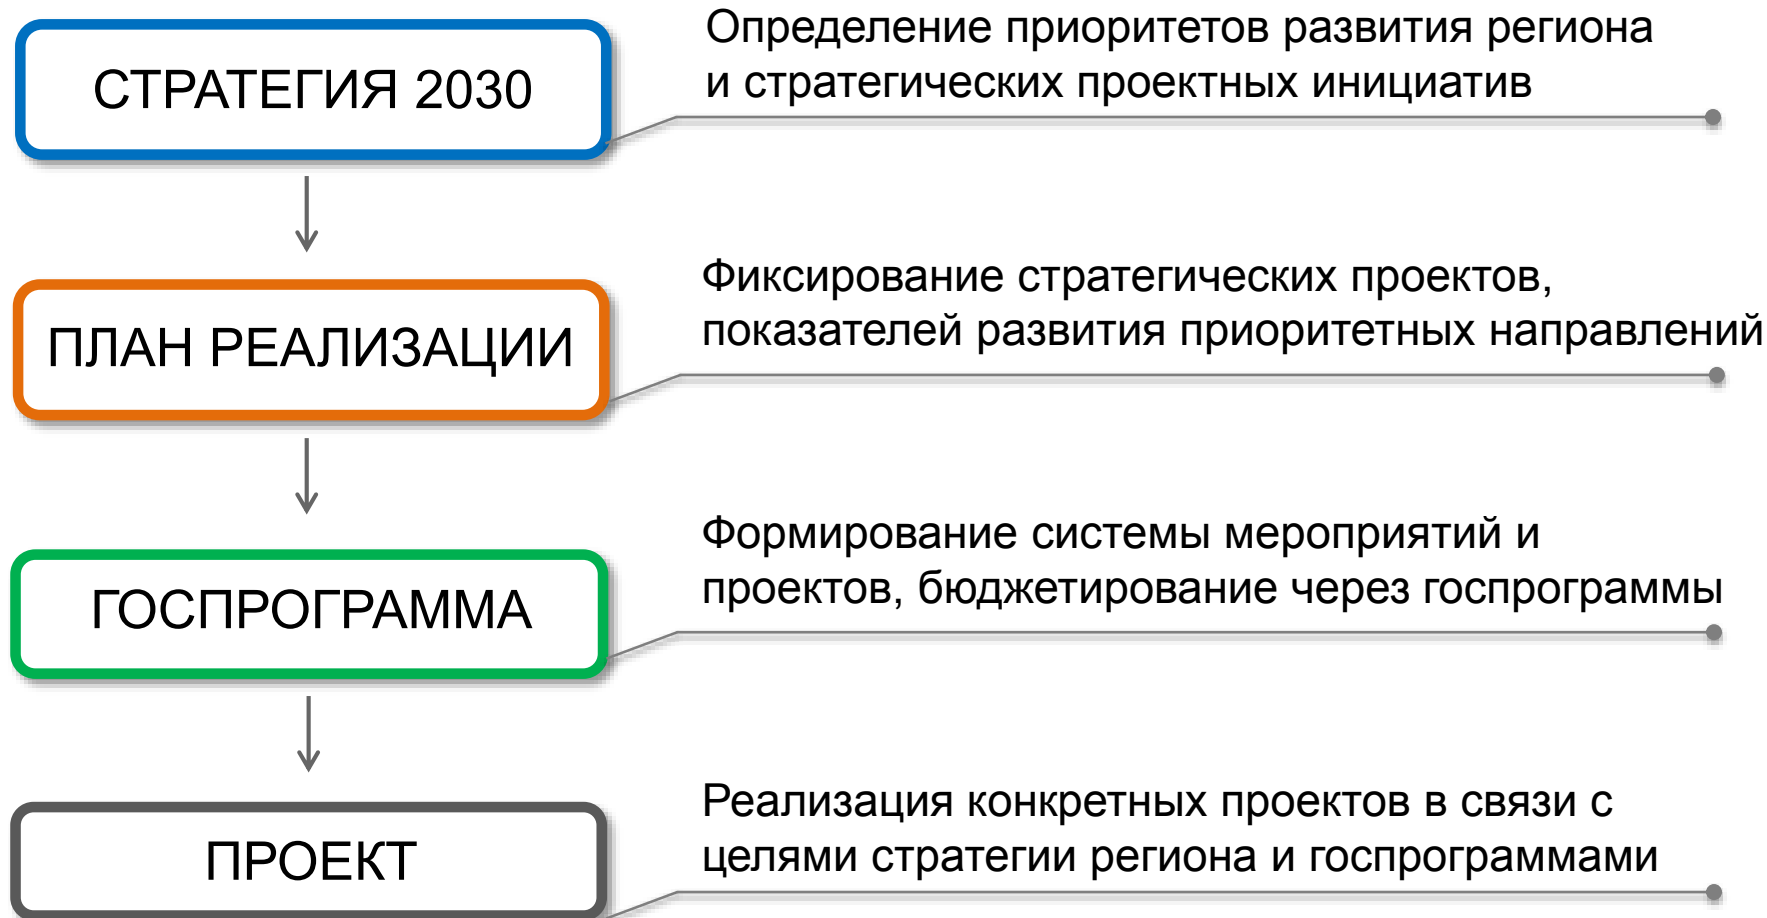 СТРАТЕГИЯ 2030
Определение приоритетов развития региона
и стратегических проектных инициатив
ПЛАН РЕАЛИЗАЦИИ
Фиксирование стратегических проектов,
показателей развития приоритетных направлений
ГОСПРОГРАММА
Формирование системы мероприятий и
проектов, бюджетирование через госпрограммы
ПРОЕКТ
Реализация конкретных проектов в связи с
целями стратегии региона и госпрограммами